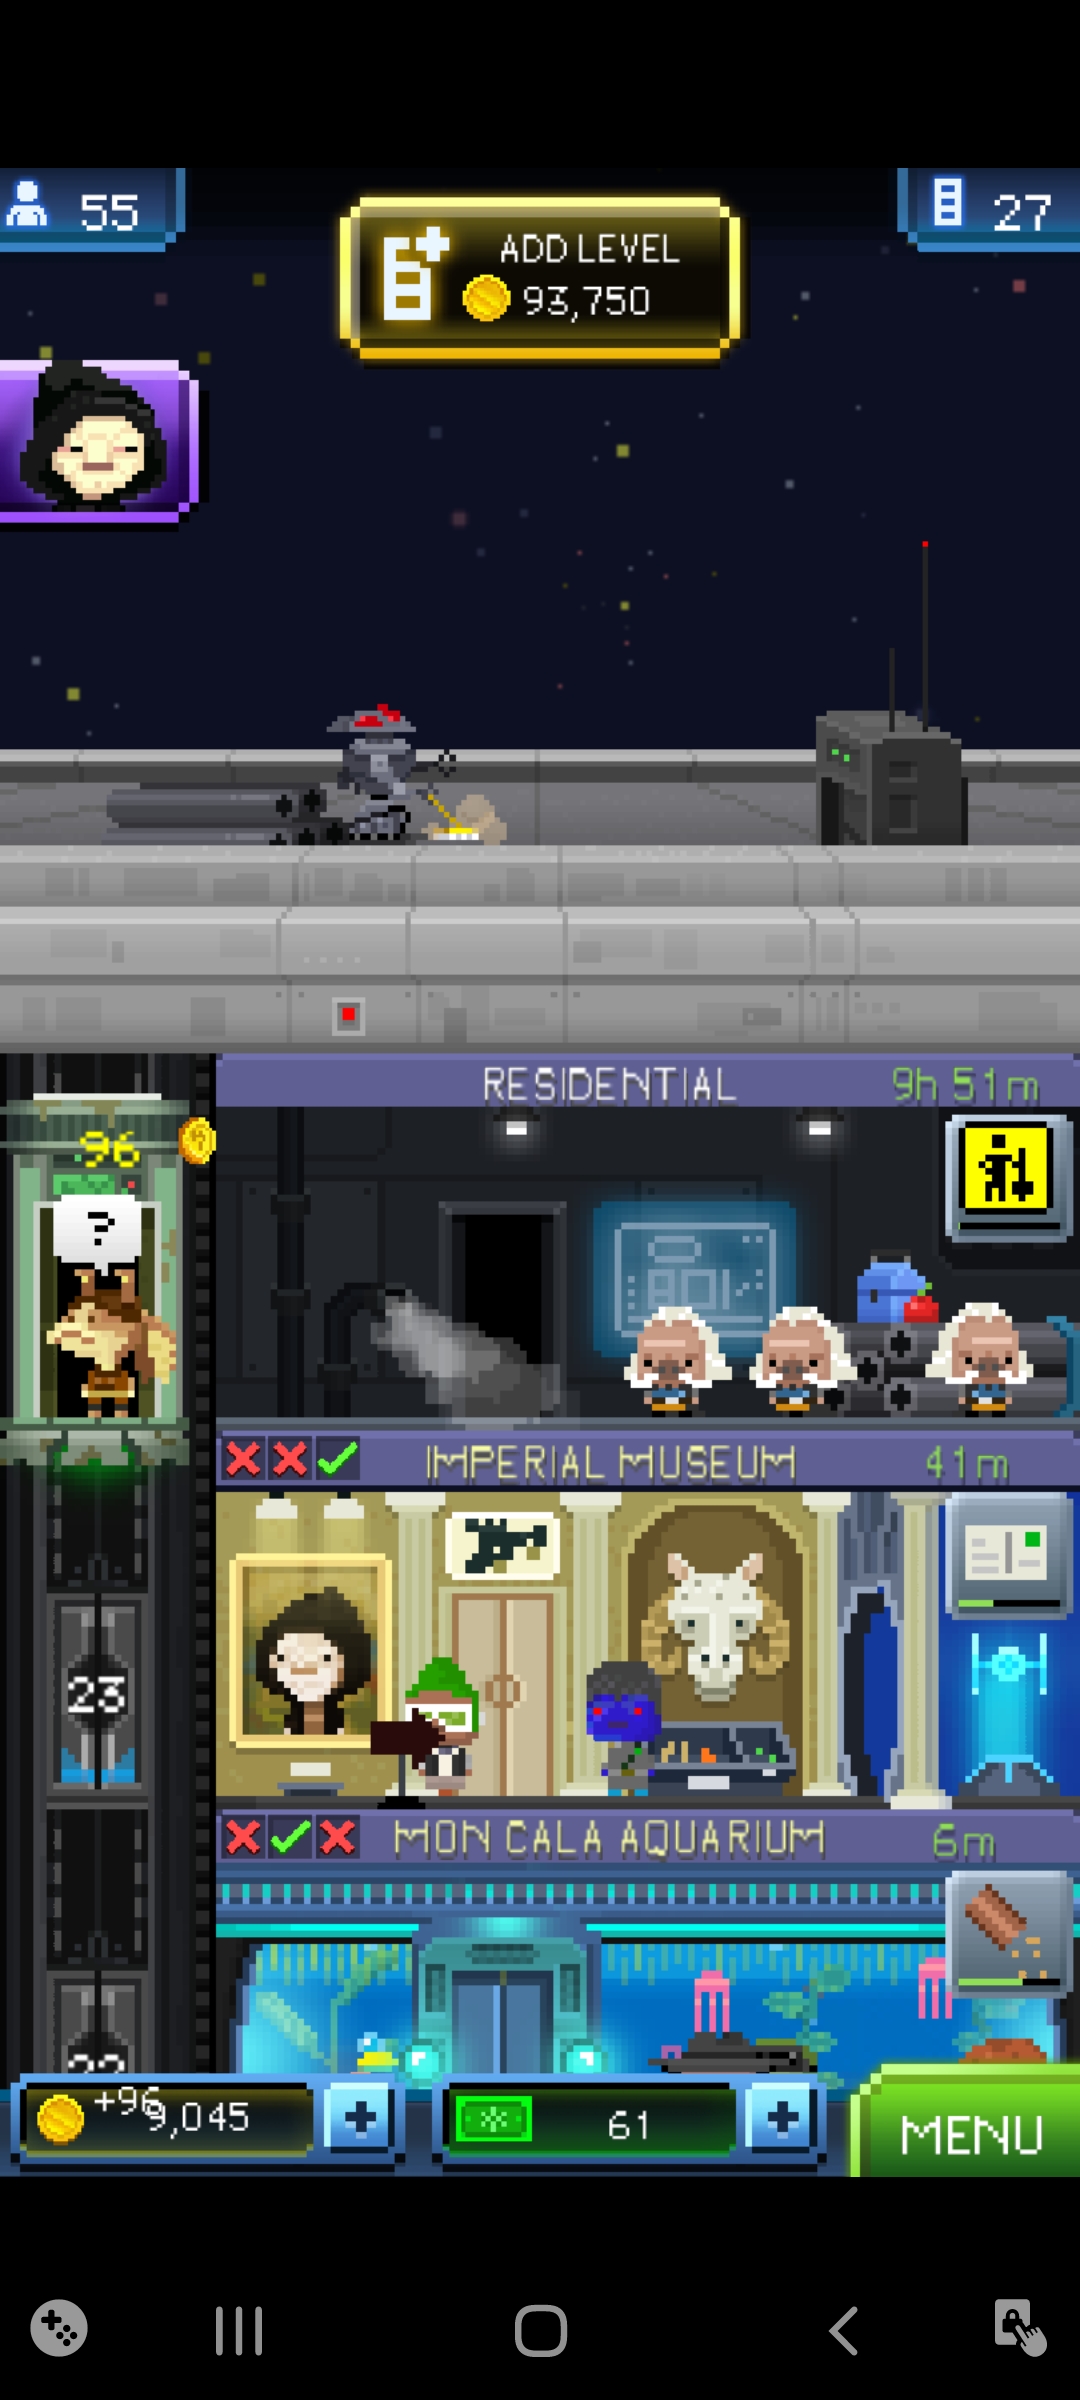 55
ADD LEVEL
93,750
27
RESIDENTIAL 9h 51m
96
?
IMPERIAL MUSEUM 41m
23
MON CALA AQUARIUM 6m
22
+96
9,045
61
MENU